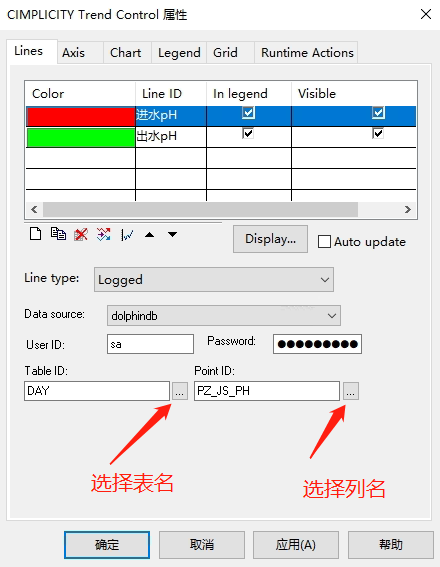 CIMPLICITY Trend Control 属性
Lines Axis Chart Legend Grid Runtime Actions
Color Line ID In legend Visible
进水pH
出水pH
Display... Auto update
Line type: Logged
Data source: dolphindb
User ID: sa Password: ●●●●●●●●●
Table ID: Point ID:
DAY ... PZ_JS_PH ...
选择表名 选择列名
确定 取消 应用(A) 帮助